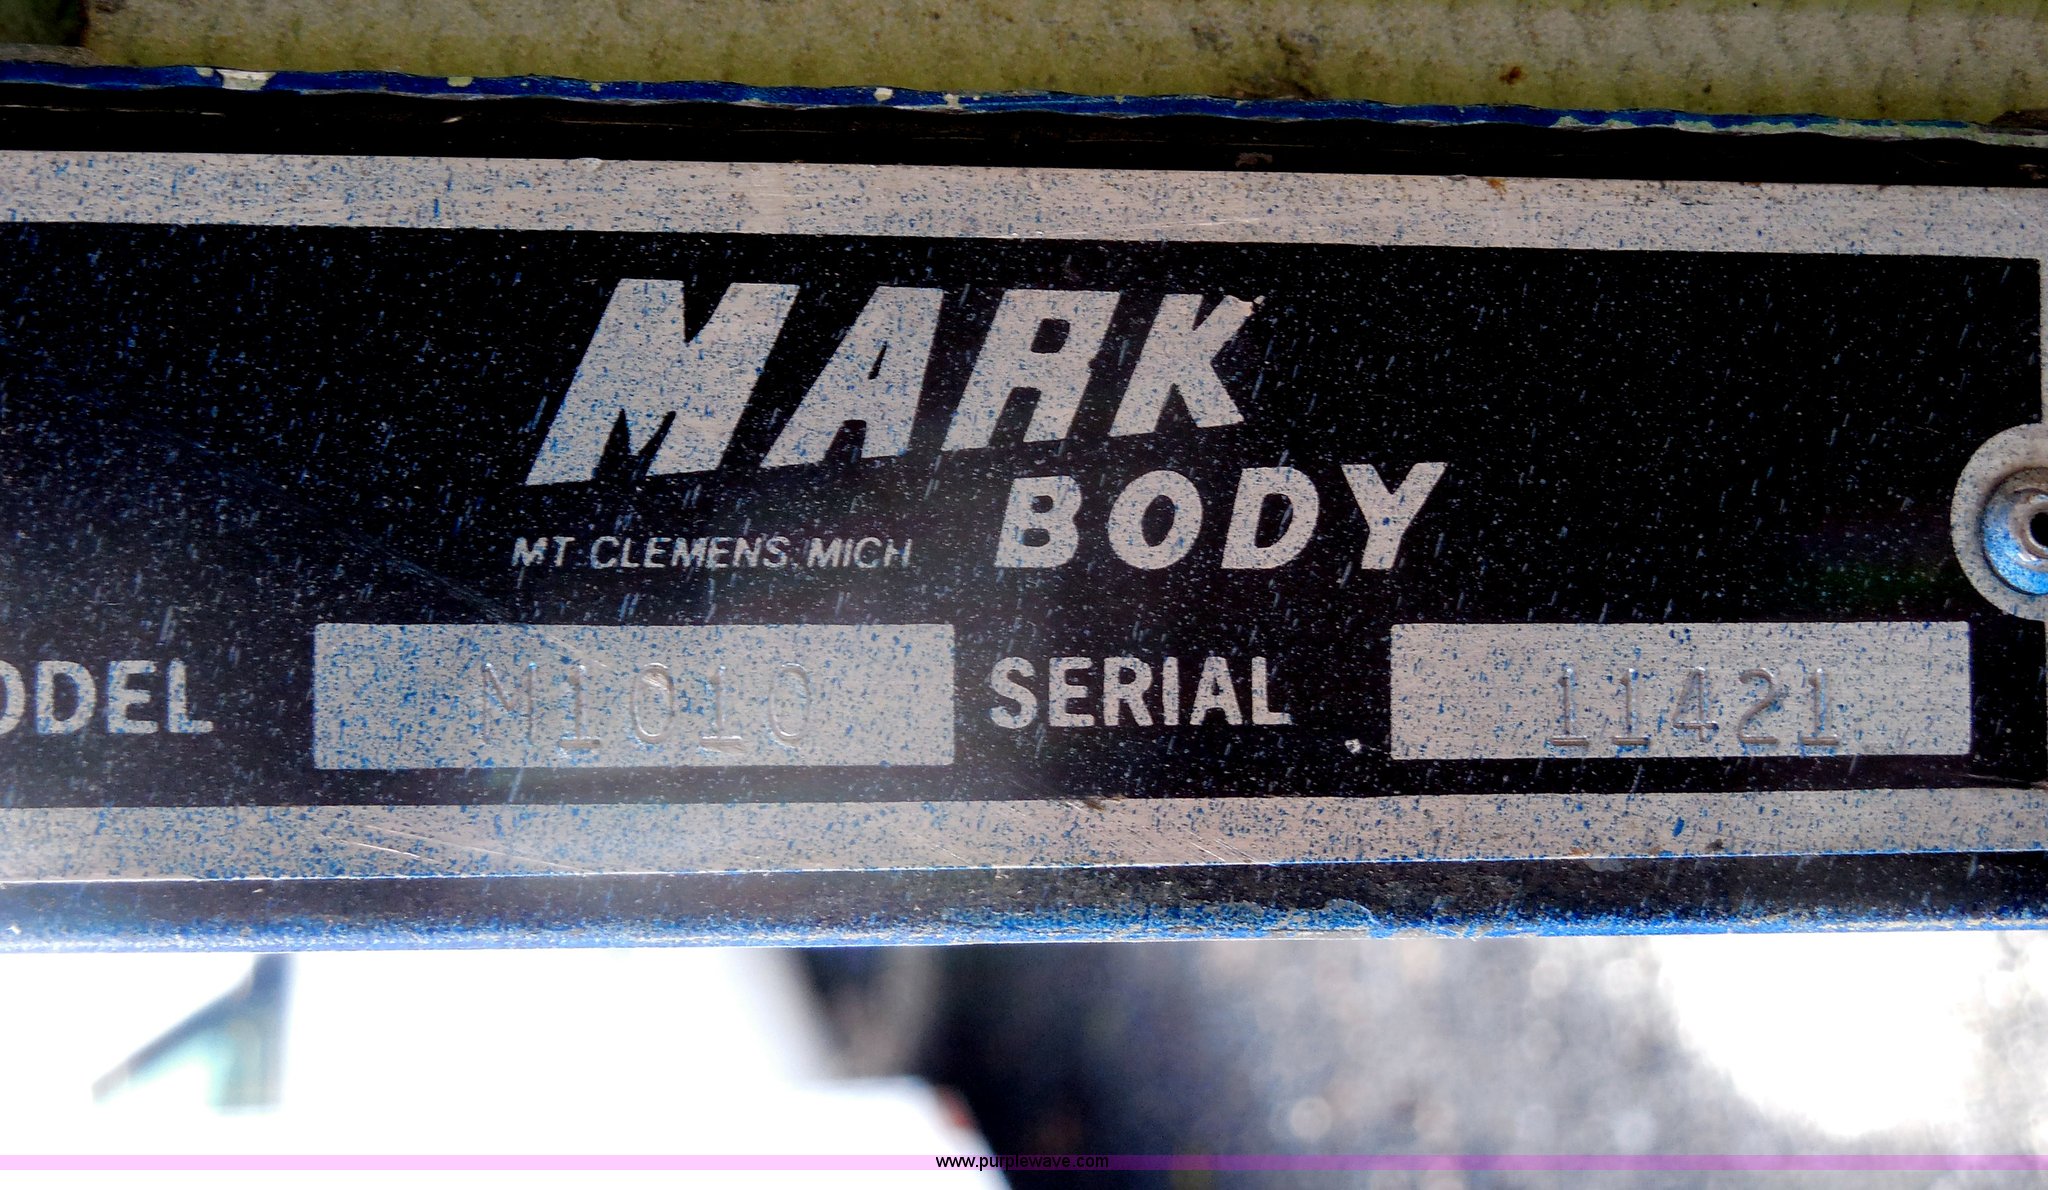 MARK
BODY
MT. CLEMENS, MICH
ODEL M1010 SERIAL 11421
www.purplewave.com